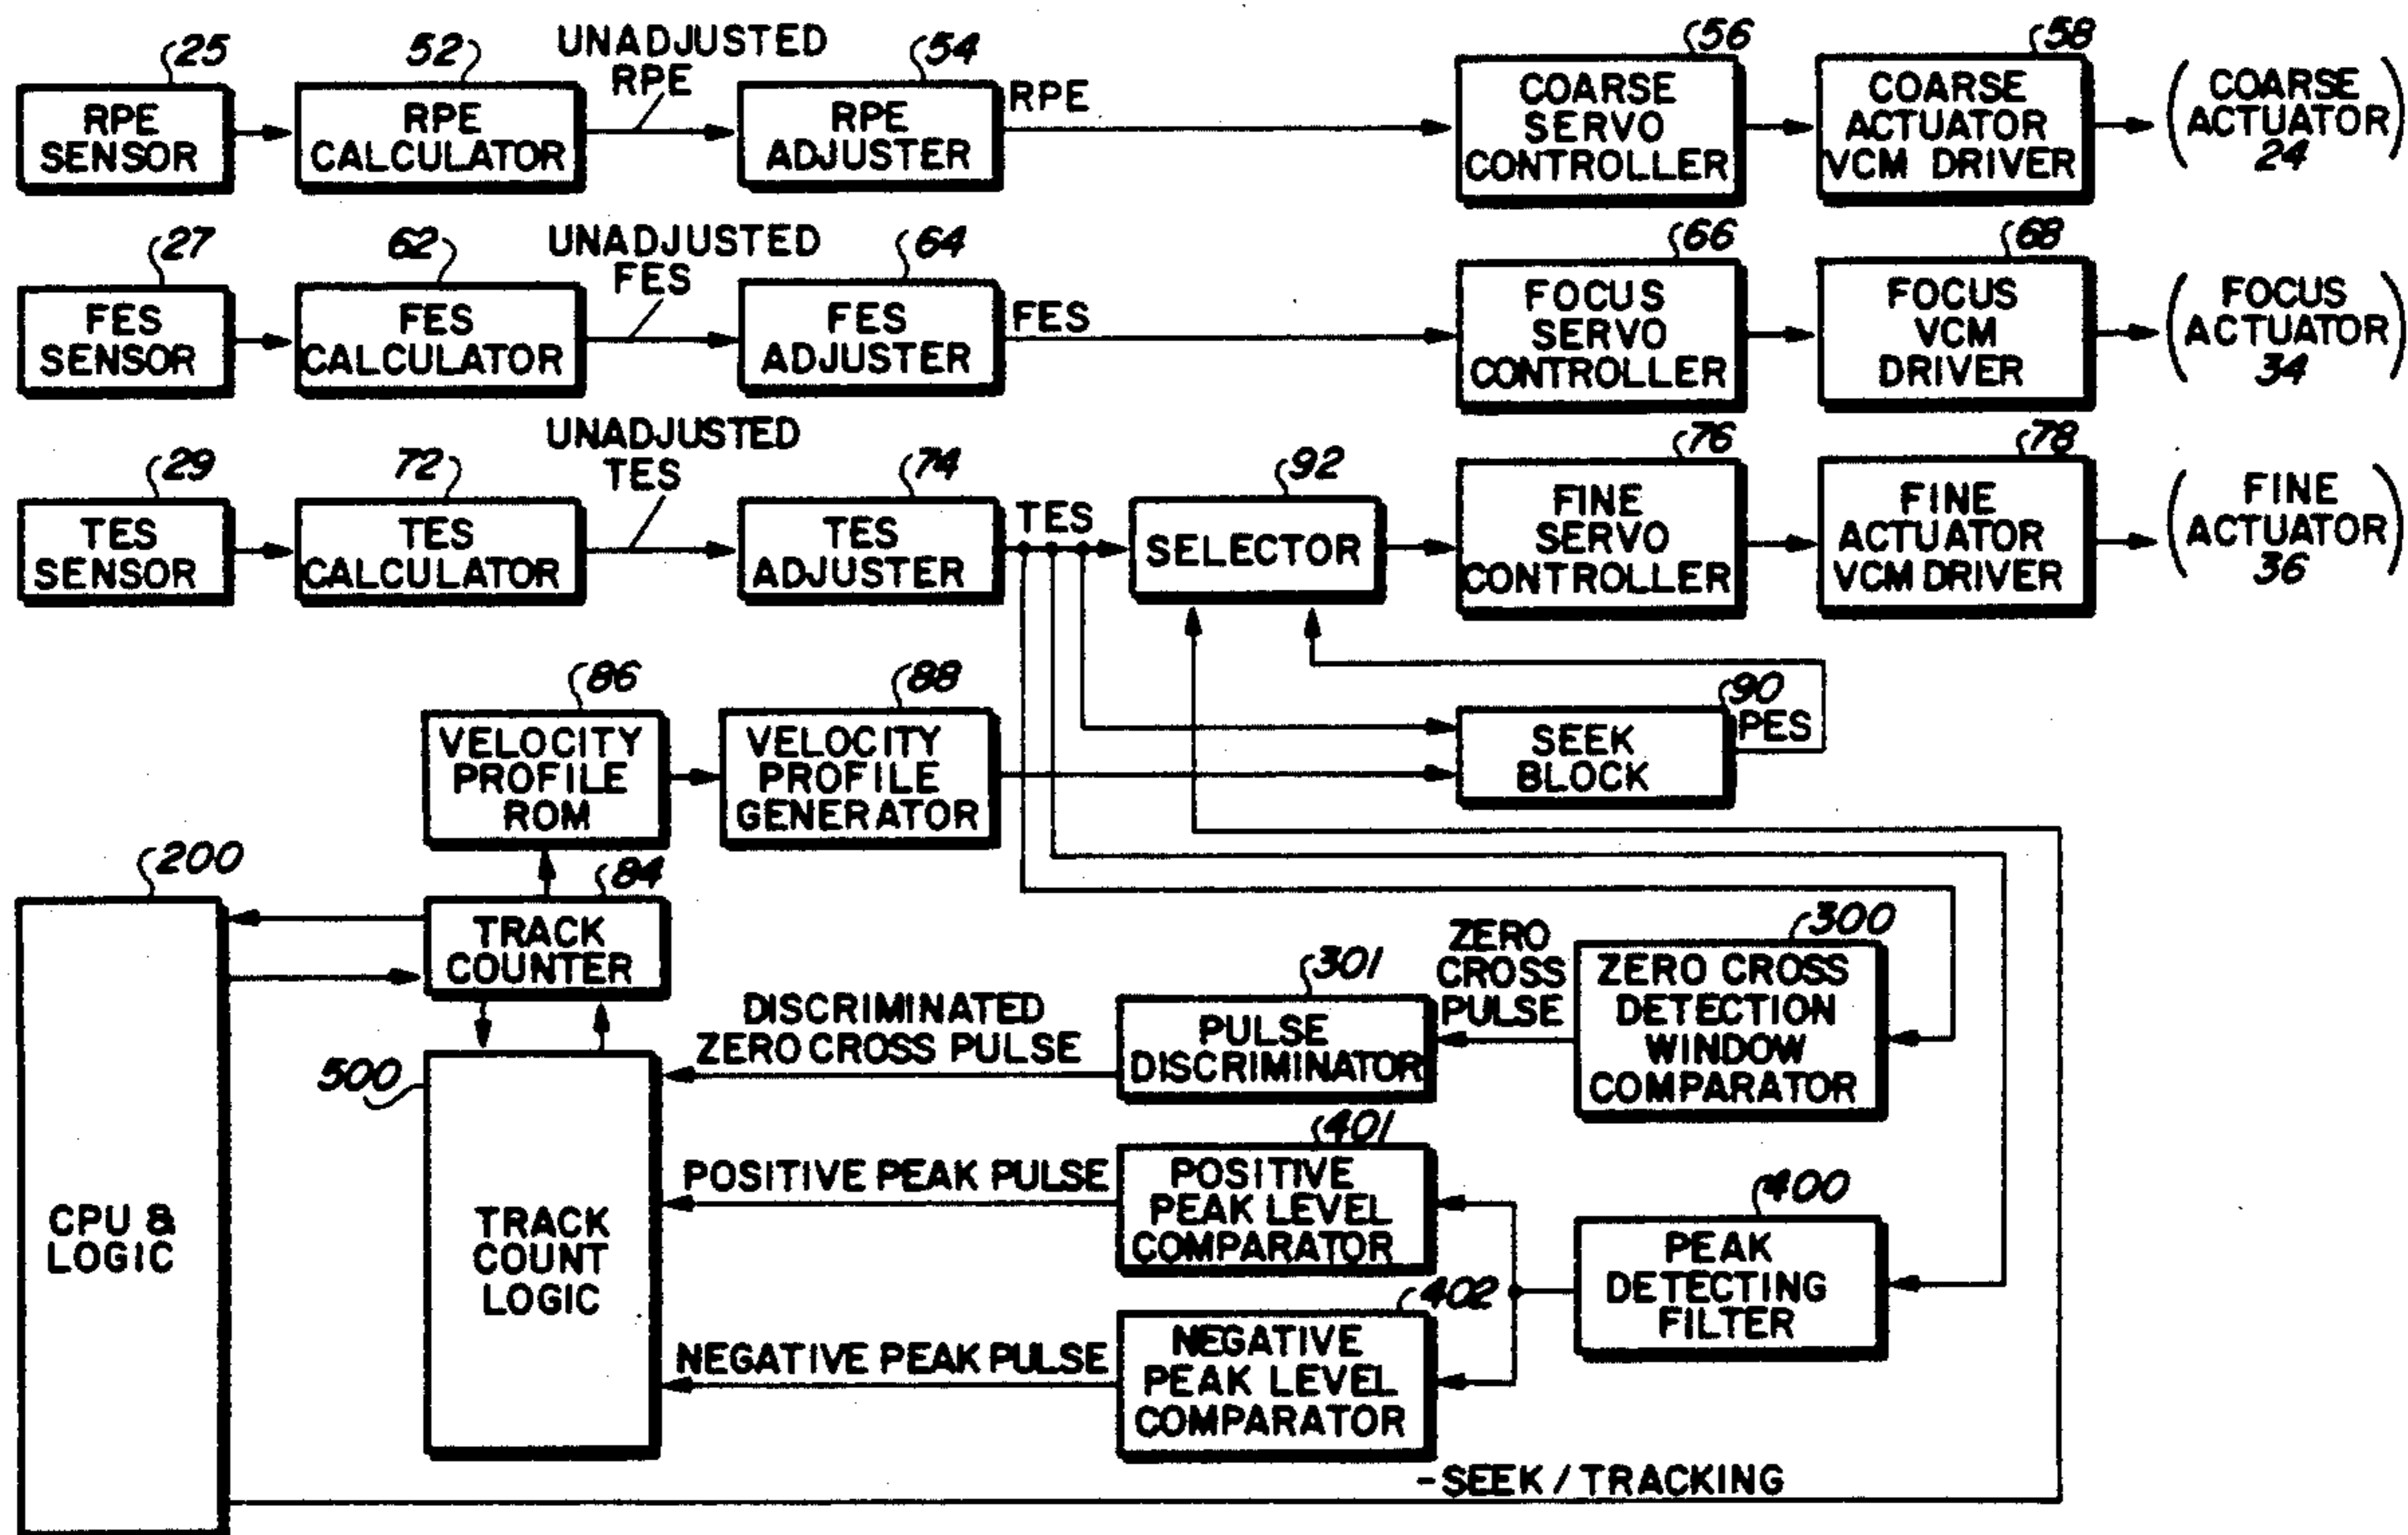 25
RPE
SENSOR
52
RPE
CALCULATOR
UNADJUSTED
RPE
54
RPE
ADJUSTER
RPE
56
COARSE
SERVO
CONTROLLER
58
COARSE
ACTUATOR
VCM DRIVER
(COARSE
ACTUATOR
24)
27
FES
SENSOR
62
FES
CALCULATOR
UNADJUSTED
FES
64
FES
ADJUSTER
FES
66
FOCUS
SERVO
CONTROLLER
68
FOCUS
VCM
DRIVER
(FOCUS
ACTUATOR
34)
29
TES
SENSOR
72
TES
CALCULATOR
UNADJUSTED
TES
74
TES
ADJUSTER
TES
92
SELECTOR
76
FINE
SERVO
CONTROLLER
78
FINE
ACTUATOR
VCM DRIVER
(FINE
ACTUATOR
36)
86
VELOCITY
PROFILE
ROM
88
VELOCITY
PROFILE
GENERATOR
90
SEEK
BLOCK
PES
200
CPU &
LOGIC
84
TRACK
COUNTER
500
TRACK
COUNT
LOGIC
DISCRIMINATED
ZERO CROSS PULSE
301
PULSE
DISCRIMINATOR
ZERO
CROSS
PULSE
300
ZERO CROSS
DETECTION
WINDOW
COMPARATOR
POSITIVE PEAK PULSE
401
POSITIVE
PEAK LEVEL
COMPARATOR
400
PEAK
DETECTING
FILTER
NEGATIVE PEAK PULSE
402
NEGATIVE
PEAK LEVEL
COMPARATOR
-SEEK / TRACKING